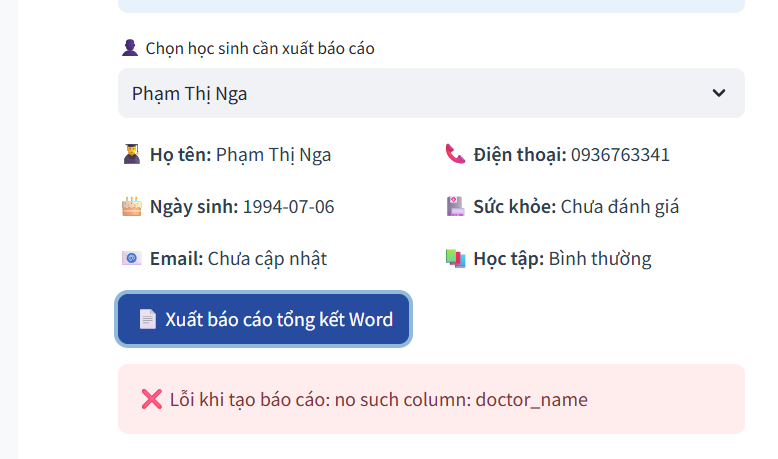 Chọn học sinh cần xuất báo cáo
Phạm Thị Nga
Họ tên: Phạm Thị Nga
Điện thoại: 0936763341
Ngày sinh: 1994-07-06
Sức khỏe: Chưa đánh giá
Email: Chưa cập nhật
Học tập: Bình thường
Xuất báo cáo tổng kết Word
Lỗi khi tạo báo cáo: no such column: doctor_name